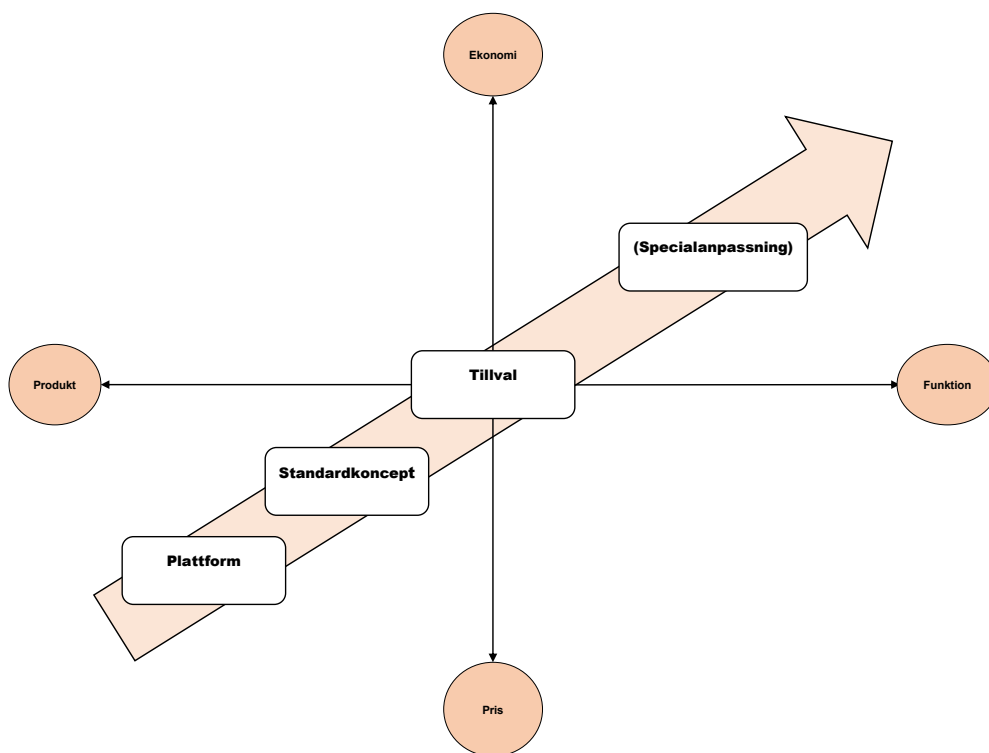 Ekonomi
(Specialanpassning)
Tillval
Produkt
Funktion
Standardkoncept
Plattform
Pris